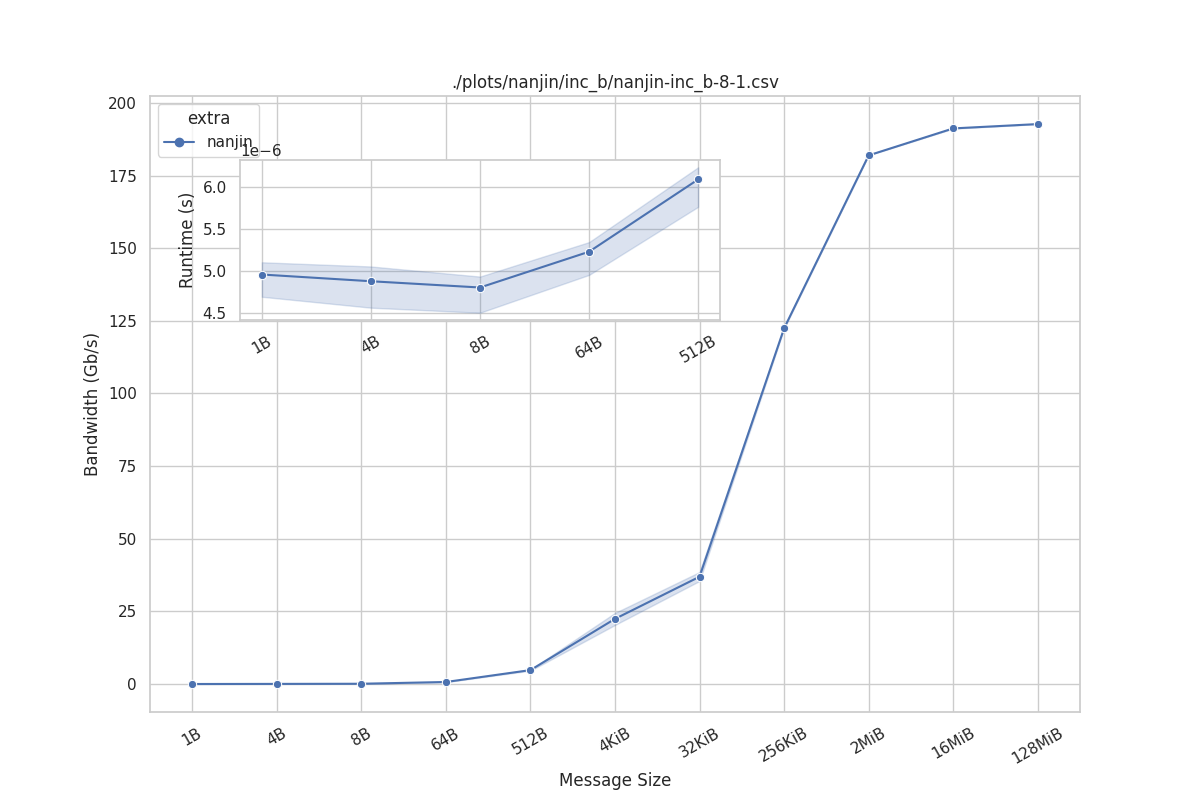 ./plots/nanjin/inc_b/nanjin-inc_b-8-1.csv
200
175
150
125
100
75
50
25
0
Bandwidth (Gb/s)
extra
nanjin
1e−6
6.0
5.5
5.0
4.5
Runtime (s)
1B 4B 8B 64B 512B
1B 4B 8B 64B 512B 4KiB 32KiB 256KiB 2MiB 16MiB 128MiB
Message Size